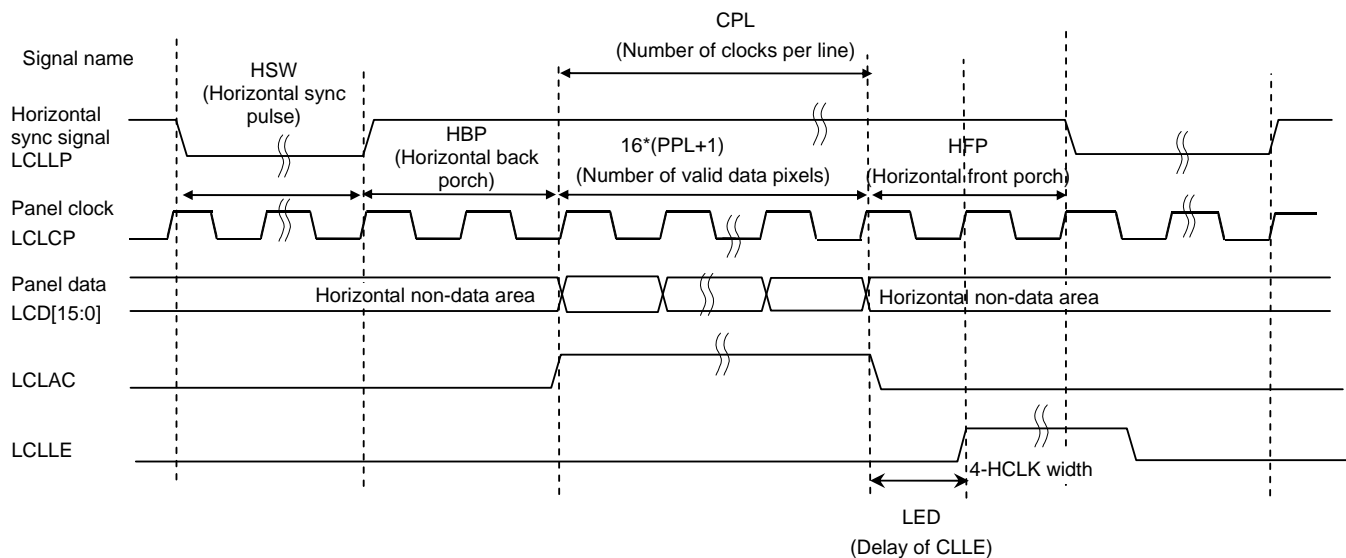 CPL
(Number of clocks per line)
Signal name
HSW
(Horizontal sync
pulse)
Horizontal
sync signal
LCLLP
HBP
(Horizontal back
porch)
16*(PPL+1)
(Number of valid data pixels)
HFP
(Horizontal front porch)
Panel clock
LCLCP
Panel data
LCD[15:0]
Horizontal non-data area
Horizontal non-data area
LCLAC
LCLLE
4-HCLK width
LED
(Delay of CLLE)